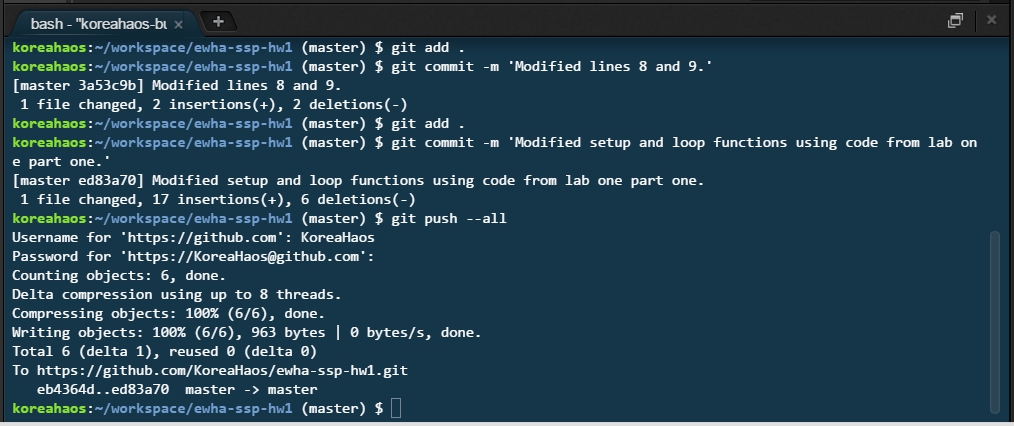 bash - "koreahaos-bu
koreahaos:~/workspace/ewha-ssp-hw1 (master) $ git add .
koreahaos:~/workspace/ewha-ssp-hw1 (master) $ git commit -m 'Modified lines 8 and 9.'
[master 3a53c9b] Modified lines 8 and 9.
 1 file changed, 2 insertions(+), 2 deletions(-)
koreahaos:~/workspace/ewha-ssp-hw1 (master) $ git add .
koreahaos:~/workspace/ewha-ssp-hw1 (master) $ git commit -m 'Modified setup and loop functions using code from lab on
e part one.'
[master ed83a70] Modified setup and loop functions using code from lab one part one.
 1 file changed, 17 insertions(+), 6 deletions(-)
koreahaos:~/workspace/ewha-ssp-hw1 (master) $ git push --all
Username for 'https://github.com': KoreaHaos
Password for 'https://KoreaHaos@github.com':
Counting objects: 6, done.
Delta compression using up to 8 threads.
Compressing objects: 100% (6/6), done.
Writing objects: 100% (6/6), 963 bytes | 0 bytes/s, done.
Total 6 (delta 1), reused 0 (delta 0)
To https://github.com/KoreaHaos/ewha-ssp-hw1.git
   eb4364d..ed83a70  master -> master
koreahaos:~/workspace/ewha-ssp-hw1 (master) $